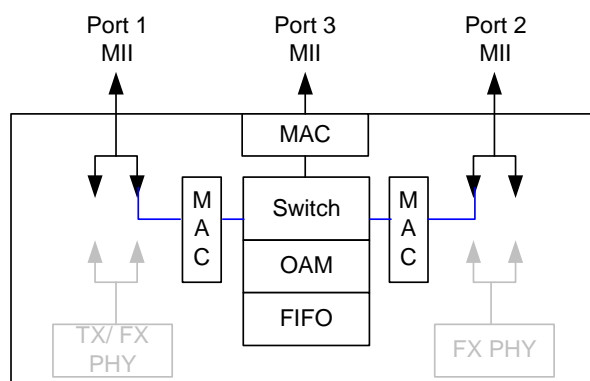 Port 1
MII
Port 3
MII
Port 2
MII
MAC
M
A
C
Switch
OAM
FIFO
M
A
C
TX/ FX
PHY
FX PHY